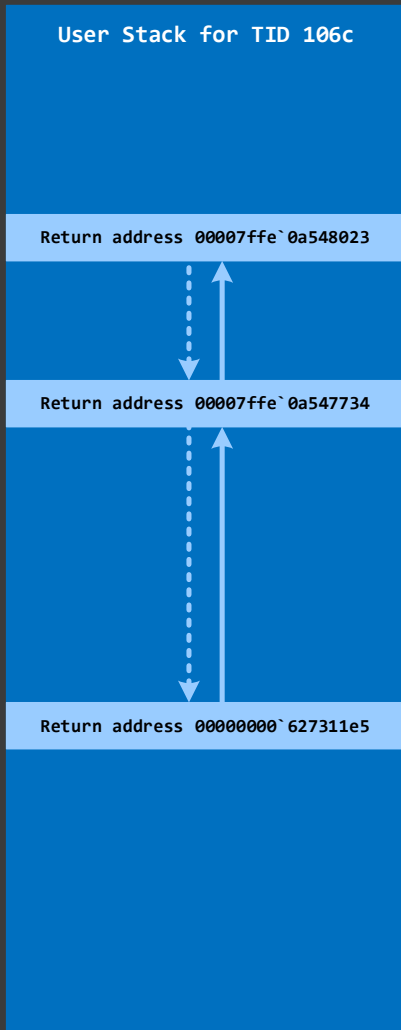 User Stack for TID 106c
Return address 00007ffe`0a548023
Return address 00007ffe`0a547734
Return address 00000000`627311e5